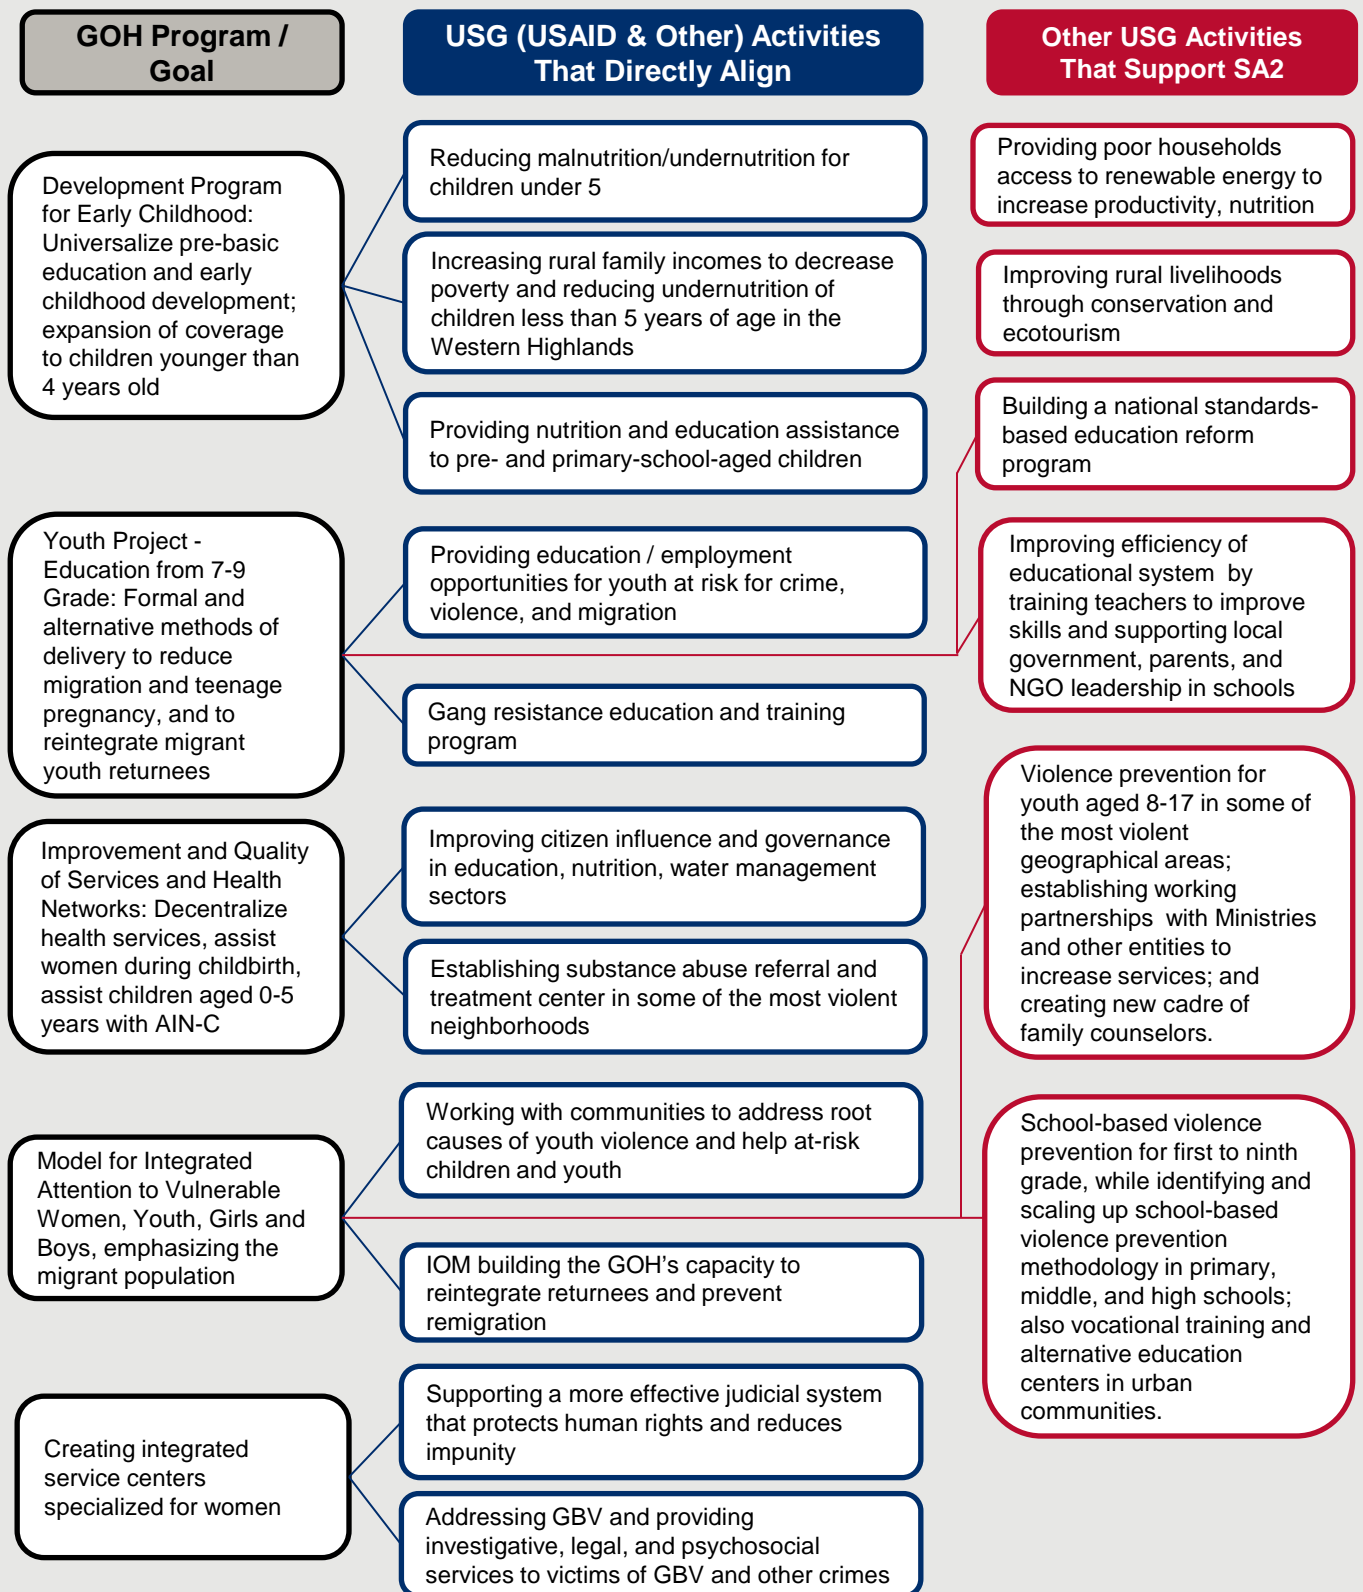 GOH Program /
Goal
USG (USAID & Other) Activities
That Directly Align
Other USG Activities
That Support SA2
Development Program
for Early Childhood:
Universalize pre-basic
education and early
childhood development;
expansion of coverage
to children younger than
4 years old
Reducing malnutrition/undernutrition for
children under 5
Increasing rural family incomes to decrease
poverty and reducing undernutrition of
children less than 5 years of age in the
Western Highlands
Providing nutrition and education assistance
to pre- and primary-school-aged children
Providing poor households
access to renewable energy to
increase productivity, nutrition
Improving rural livelihoods
through conservation and
ecotourism
Building a national standards-
based education reform
program
Youth Project -
Education from 7-9
Grade: Formal and
alternative methods of
delivery to reduce
migration and teenage
pregnancy, and to
reintegrate migrant
youth returnees
Providing education / employment
opportunities for youth at risk for crime,
violence, and migration
Gang resistance education and training
program
Improving efficiency of
educational system by
training teachers to improve
skills and supporting local
government, parents, and
NGO leadership in schools
Improvement and Quality
of Services and Health
Networks: Decentralize
health services, assist
women during childbirth,
assist children aged 0-5
years with AIN-C
Improving citizen influence and governance
in education, nutrition, water management
sectors
Establishing substance abuse referral and
treatment center in some of the most violent
neighborhoods
Violence prevention for
youth aged 8-17 in some of
the most violent
geographical areas;
establishing working
partnerships with Ministries
and other entities to
increase services; and
creating new cadre of
family counselors.
Model for Integrated
Attention to Vulnerable
Women, Youth, Girls and
Boys, emphasizing the
migrant population
Working with communities to address root
causes of youth violence and help at-risk
children and youth
IOM building the GOH's capacity to
reintegrate returnees and prevent
remigration
School-based violence
prevention for first to ninth
grade, while identifying and
scaling up school-based
violence prevention
methodology in primary,
middle, and high schools;
also vocational training and
alternative education
centers in urban
communities.
Creating integrated
service centers
specialized for women
Supporting a more effective judicial system
that protects human rights and reduces
impunity
Addressing GBV and providing
investigative, legal, and psychosocial
services to victims of GBV and other crimes